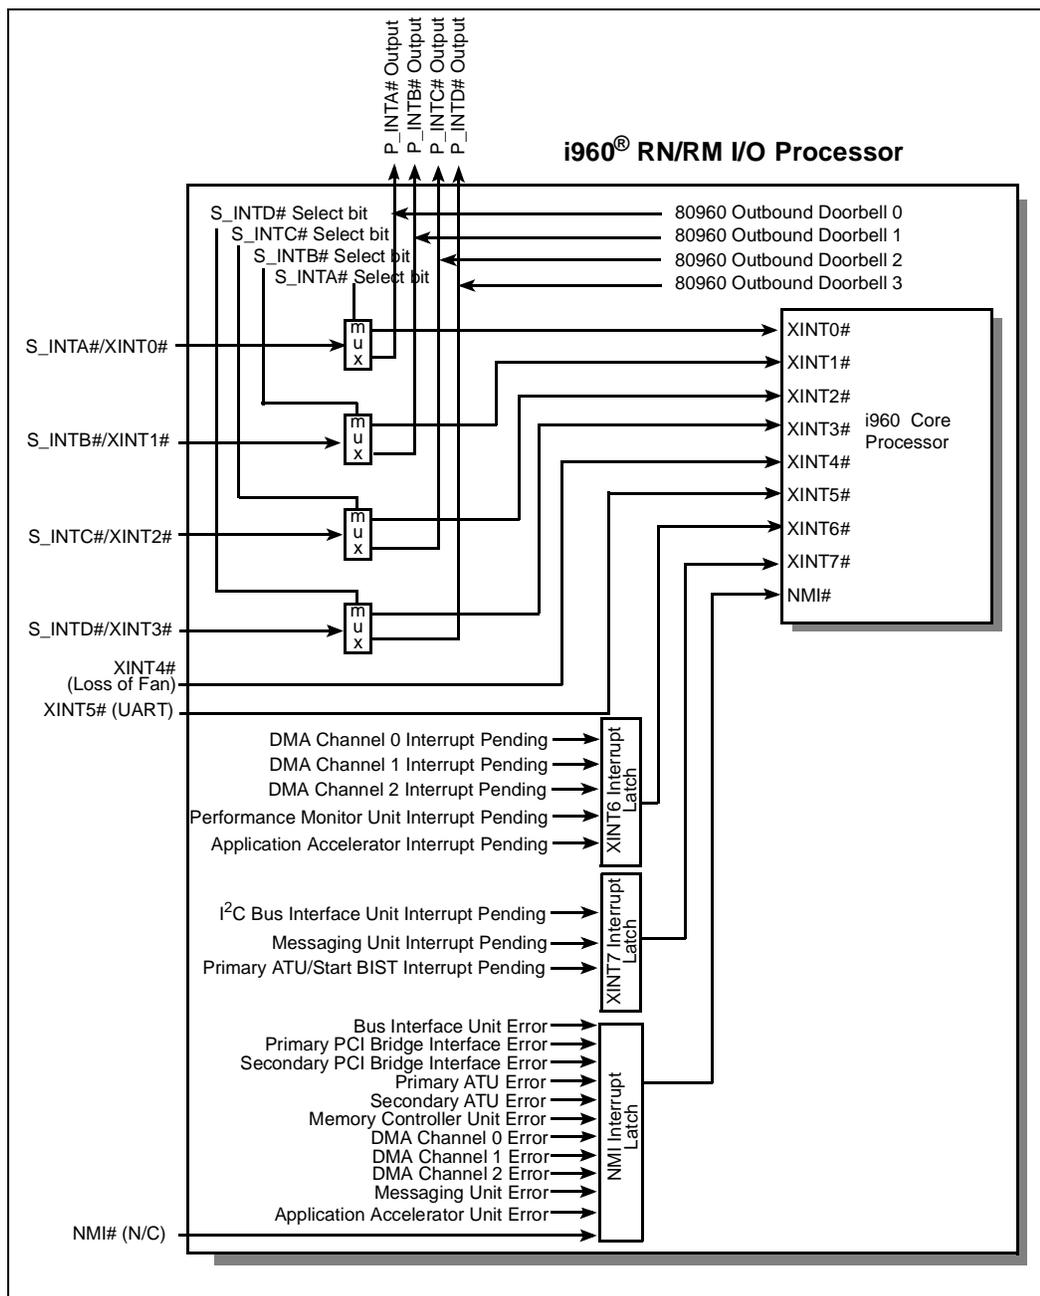 P_INTA# Output
P_INTB# Output
P_INTC# Output
P_INTD# Output
i960® RN/RM I/O Processor
S_INTD# Select bit
80960 Outbound Doorbell 0
S_INTC# Select bit
80960 Outbound Doorbell 1
S_INTB# Select bit
80960 Outbound Doorbell 2
S_INTA# Select bit
80960 Outbound Doorbell 3
S_INTA#/XINT0#
mux
XINT0#
XINT1#
XINT2#
S_INTB#/XINT1#
mux
XINT3#
i960 Core
Processor
XINT4#
XINT5#
S_INTC#/XINT2#
mux
XINT6#
XINT7#
NMI#
S_INTD#/XINT3#
mux
XINT4#
(Loss of Fan)
XINT5# (UART)
DMA Channel 0 Interrupt Pending
DMA Channel 1 Interrupt Pending
DMA Channel 2 Interrupt Pending
Performance Monitor Unit Interrupt Pending
Application Accelerator Interrupt Pending
XINT6 Interrupt
Latch
I²C Bus Interface Unit Interrupt Pending
Messaging Unit Interrupt Pending
Primary ATU/Start BIST Interrupt Pending
XINT7 Interrupt
Latch
Bus Interface Unit Error
Primary PCI Bridge Interface Error
Secondary PCI Bridge Interface Error
Primary ATU Error
Secondary ATU Error
Memory Controller Unit Error
DMA Channel 0 Error
DMA Channel 1 Error
DMA Channel 2 Error
Messaging Unit Error
Application Accelerator Unit Error
NMI Interrupt
Latch
NMI# (N/C)